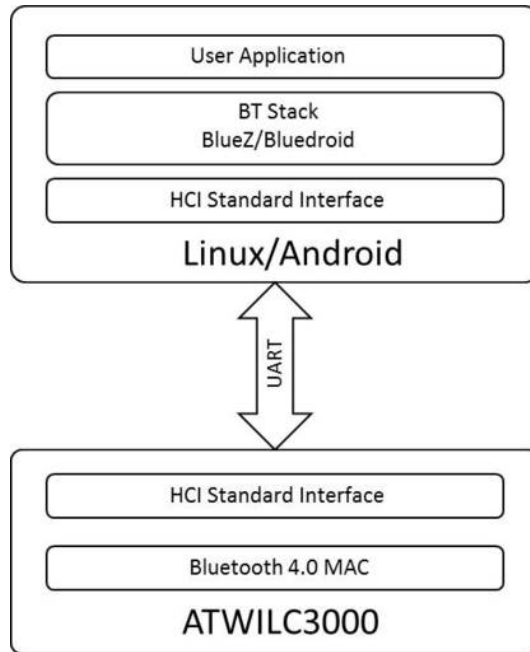 User Application
BT Stack
BlueZ/Bluedroid
HCI Standard Interface
Linux/Android
UART
HCI Standard Interface
Bluetooth 4.0 MAC
ATWILC3000